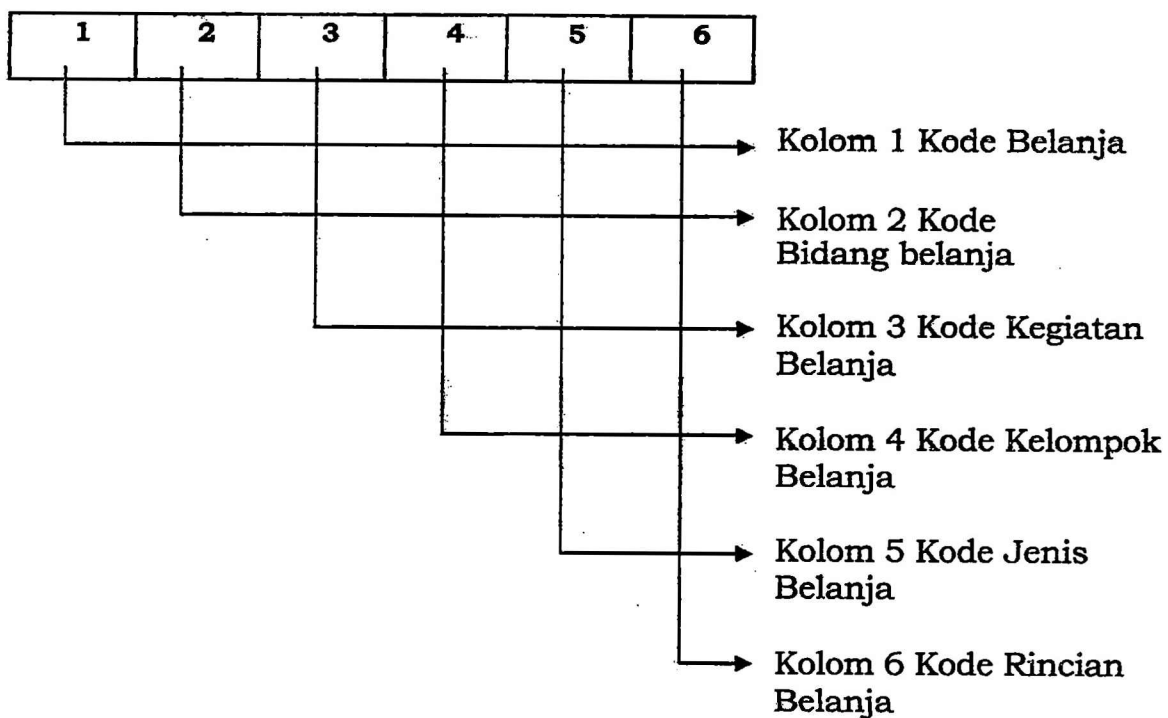 1 2 3 4 5 6
Kolom 1 Kode Belanja
Kolom 2 Kode
Bidang belanja
Kolom 3 Kode Kegiatan
Belanja
Kolom 4 Kode Kelompok
Belanja
Kolom 5 Kode Jenis
Belanja
Kolom 6 Kode Rincian
Belanja